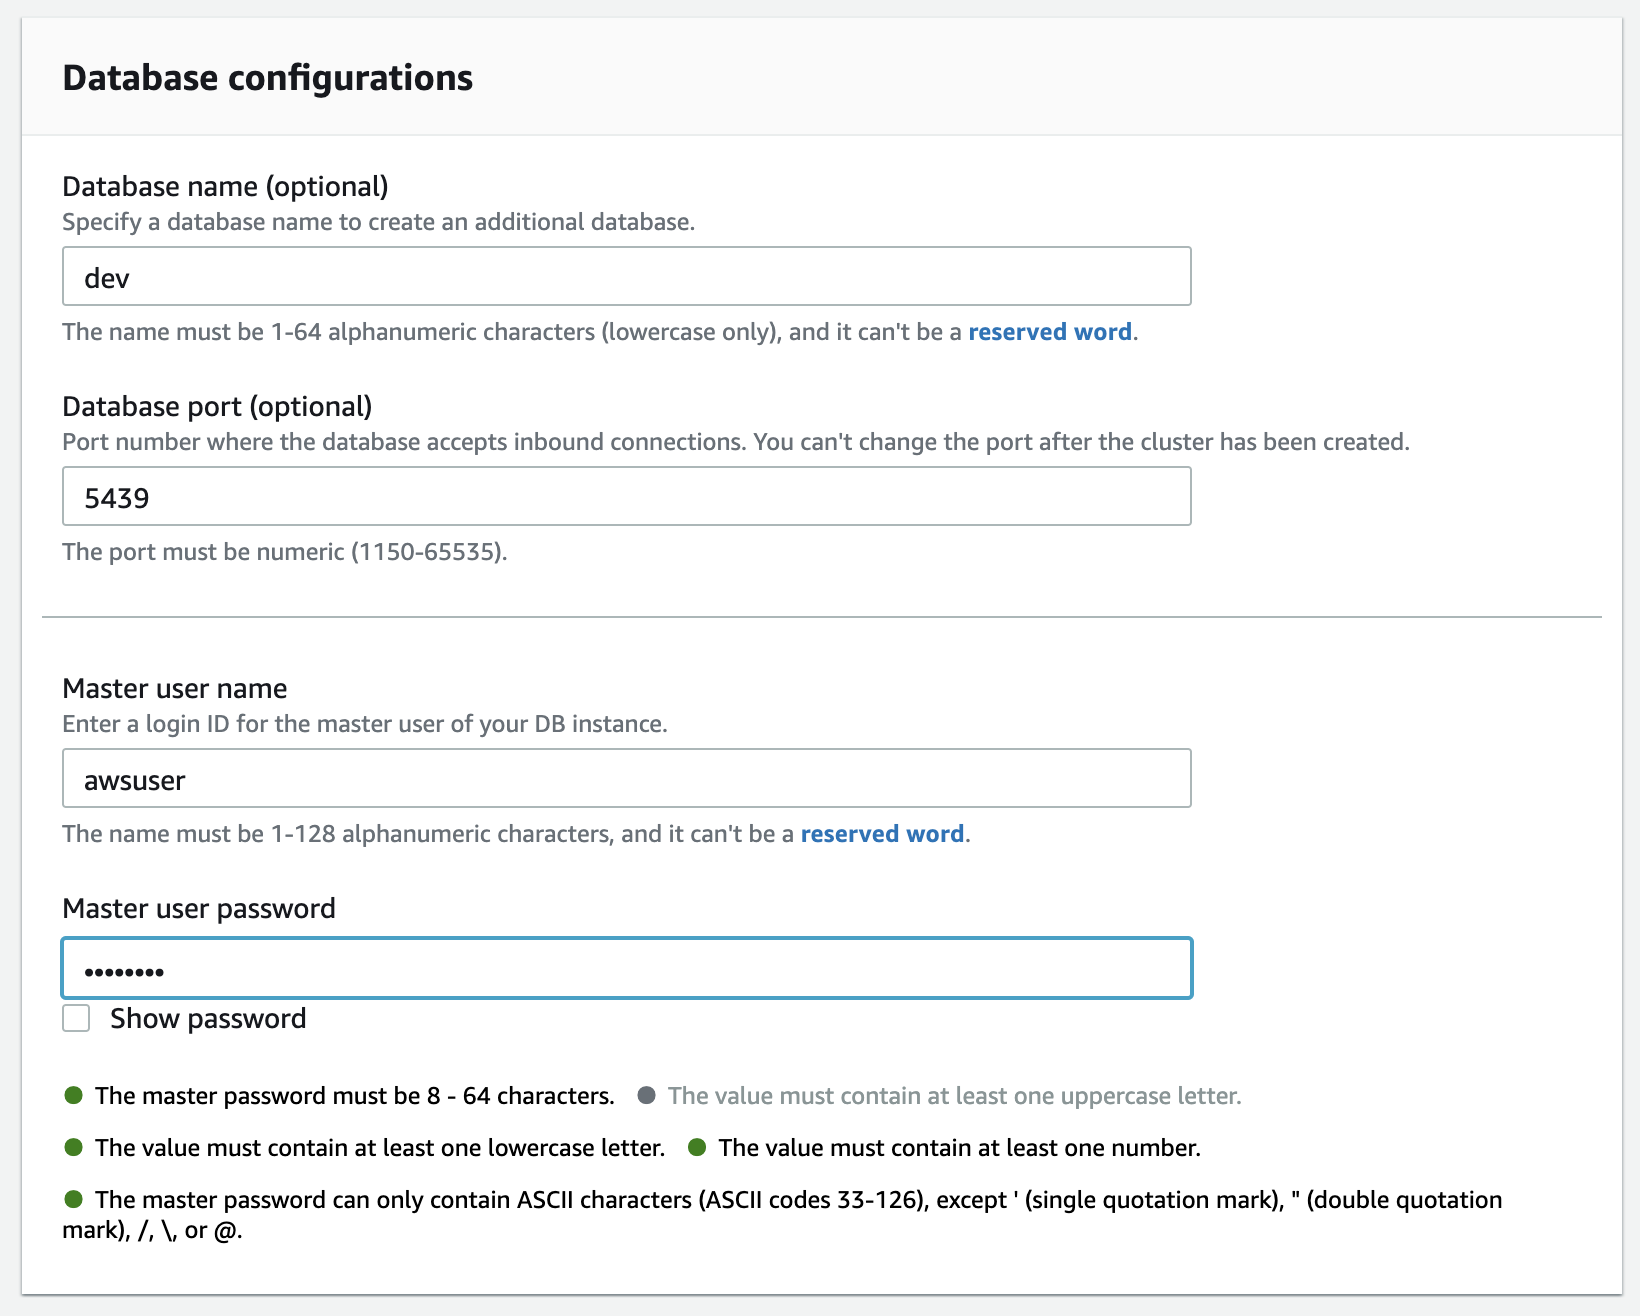 Database configurations
Database name (optional)
Specify a database name to create an additional database.
dev
The name must be 1-64 alphanumeric characters (lowercase only), and it can't be a reserved word.
Database port (optional)
Port number where the database accepts inbound connections. You can't change the port after the cluster has been created.
5439
The port must be numeric (1150-65535).
Master user name
Enter a login ID for the master user of your DB instance.
awsuser
The name must be 1-128 alphanumeric characters, and it can't be a reserved word.
Master user password
••••••••
Show password
The master password must be 8 - 64 characters. The value must contain at least one uppercase letter.
The value must contain at least one lowercase letter. The value must contain at least one number.
The master password can only contain ASCII characters (ASCII codes 33-126), except ' (single quotation mark), " (double quotation
mark), /, \, or @.